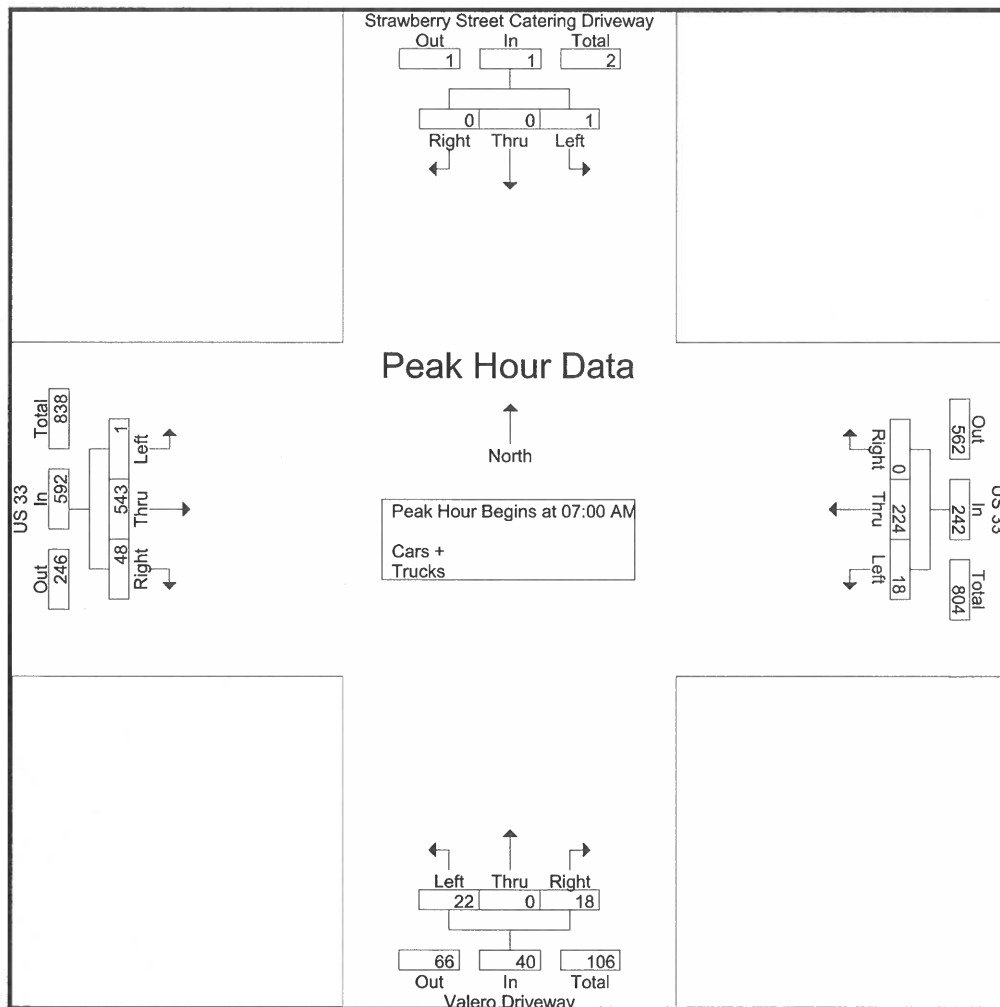 Strawberry Street Catering Driveway
Out In Total
1 1 2
0 0 1
Right Thru Left
Peak Hour Data
North
Peak Hour Begins at 07:00 AM
Cars +
Trucks
US 33
Out In Total
246 592 838
48 543 1
Right Thru Left
US 33
Out In Total
562 242 804
0 224 18
Right Thru Left
Left Thru Right
22 0 18
66 40 106
Out In Total
Valero Driveway